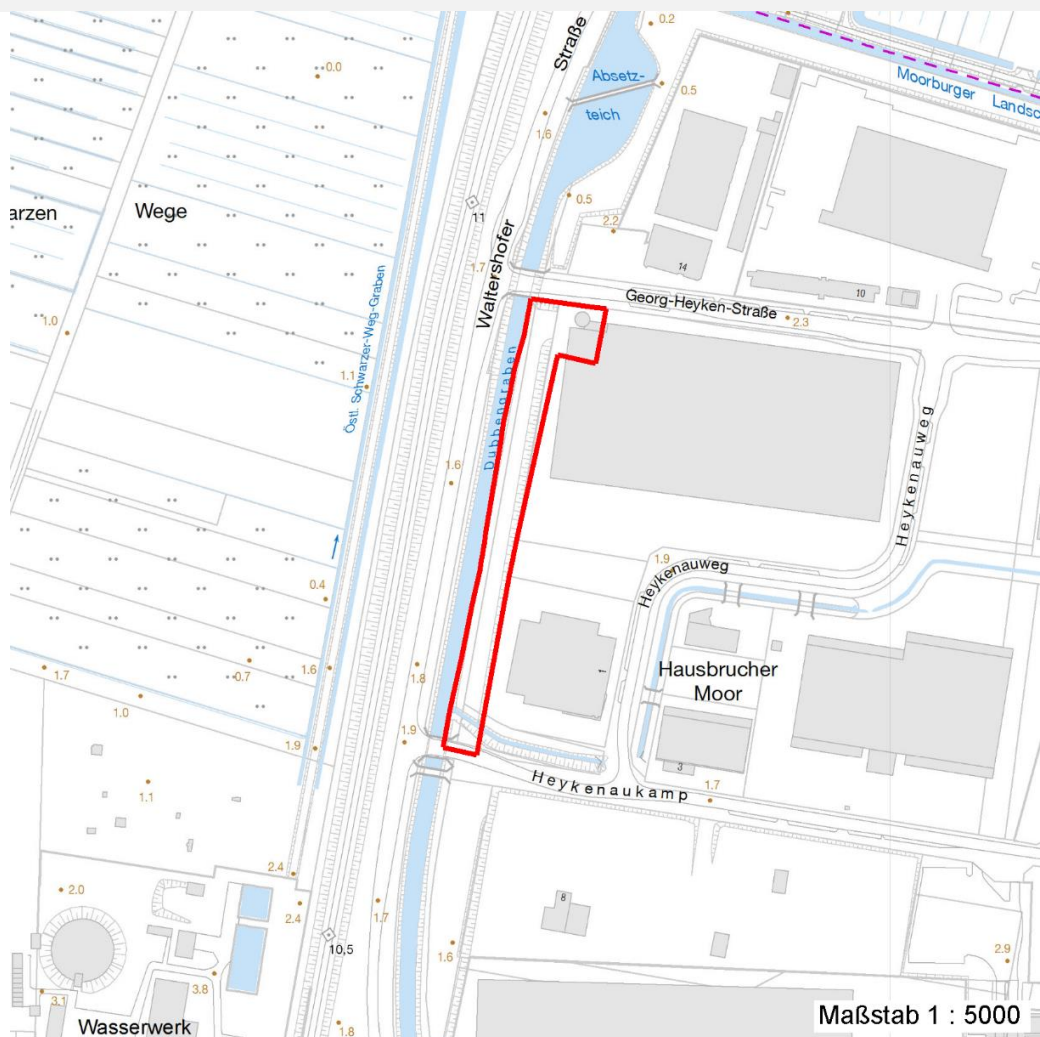 0.2
Straße
0.0
Absetz-
0.5
Moorburger Landsc
teich
1.6
arzen
Wege
11
0.5
2.2
Waltershofer
1.7
14
Georg-Heyken-Straße
10
2.3
1.0
Östl. Schwarzer-Weg-Graben
1.1
Dubbengraben
Heykenauweg
1.6
1.9
Heykenauweg
0.4
Hausbrucher
Moor
1.7
0.7
1.6
1.8
1
1.0
1.9
1.9
3
Heykenaukamp
1.7
1.1
2.4
2.0
2.4
1.7
8
10,5
1.6
2.9
3.1
3.8
Wasserwerk
1.8
Maßstab 1 : 5000